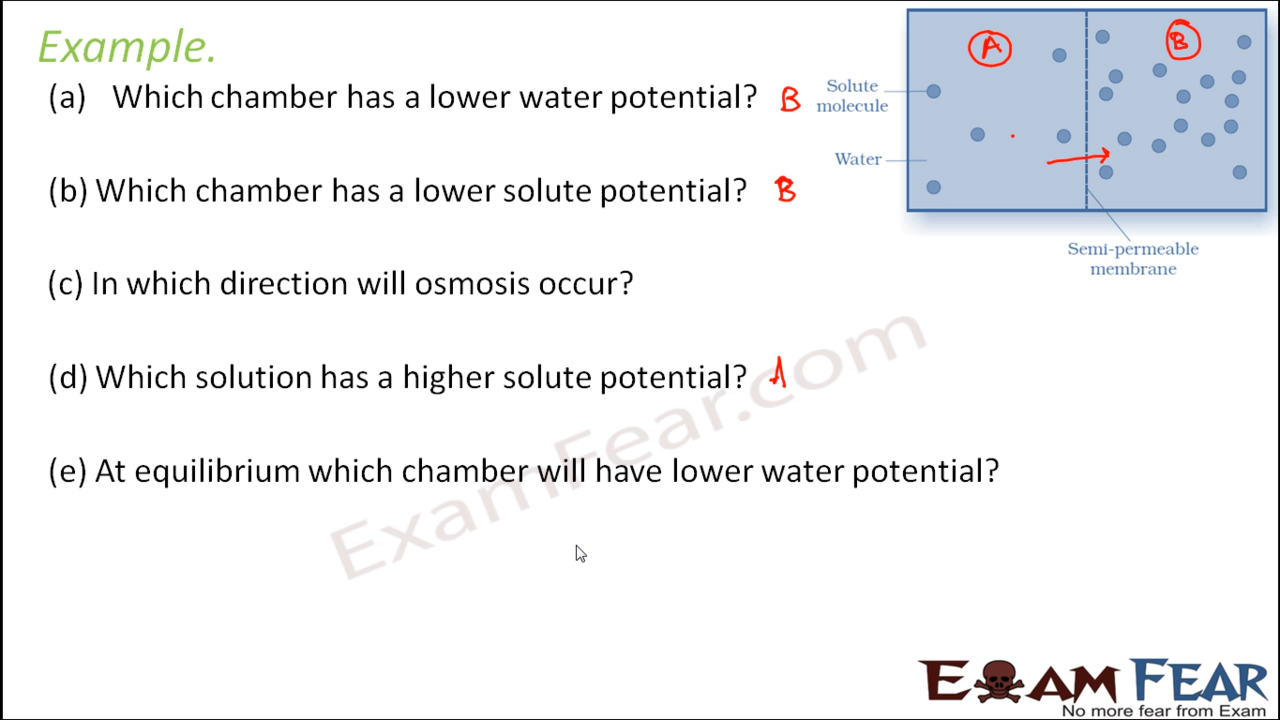 Example.
(a) Which chamber has a lower water potential? B
(b) Which chamber has a lower solute potential? B
(c) In which direction will osmosis occur?
(d) Which solution has a higher solute potential? A
(e) At equilibrium which chamber will have lower water potential?
A
B
Solute
molecule
Water
Semi-permeable
membrane
ExamFear.com
EXAM FEAR
No more fear from Exam